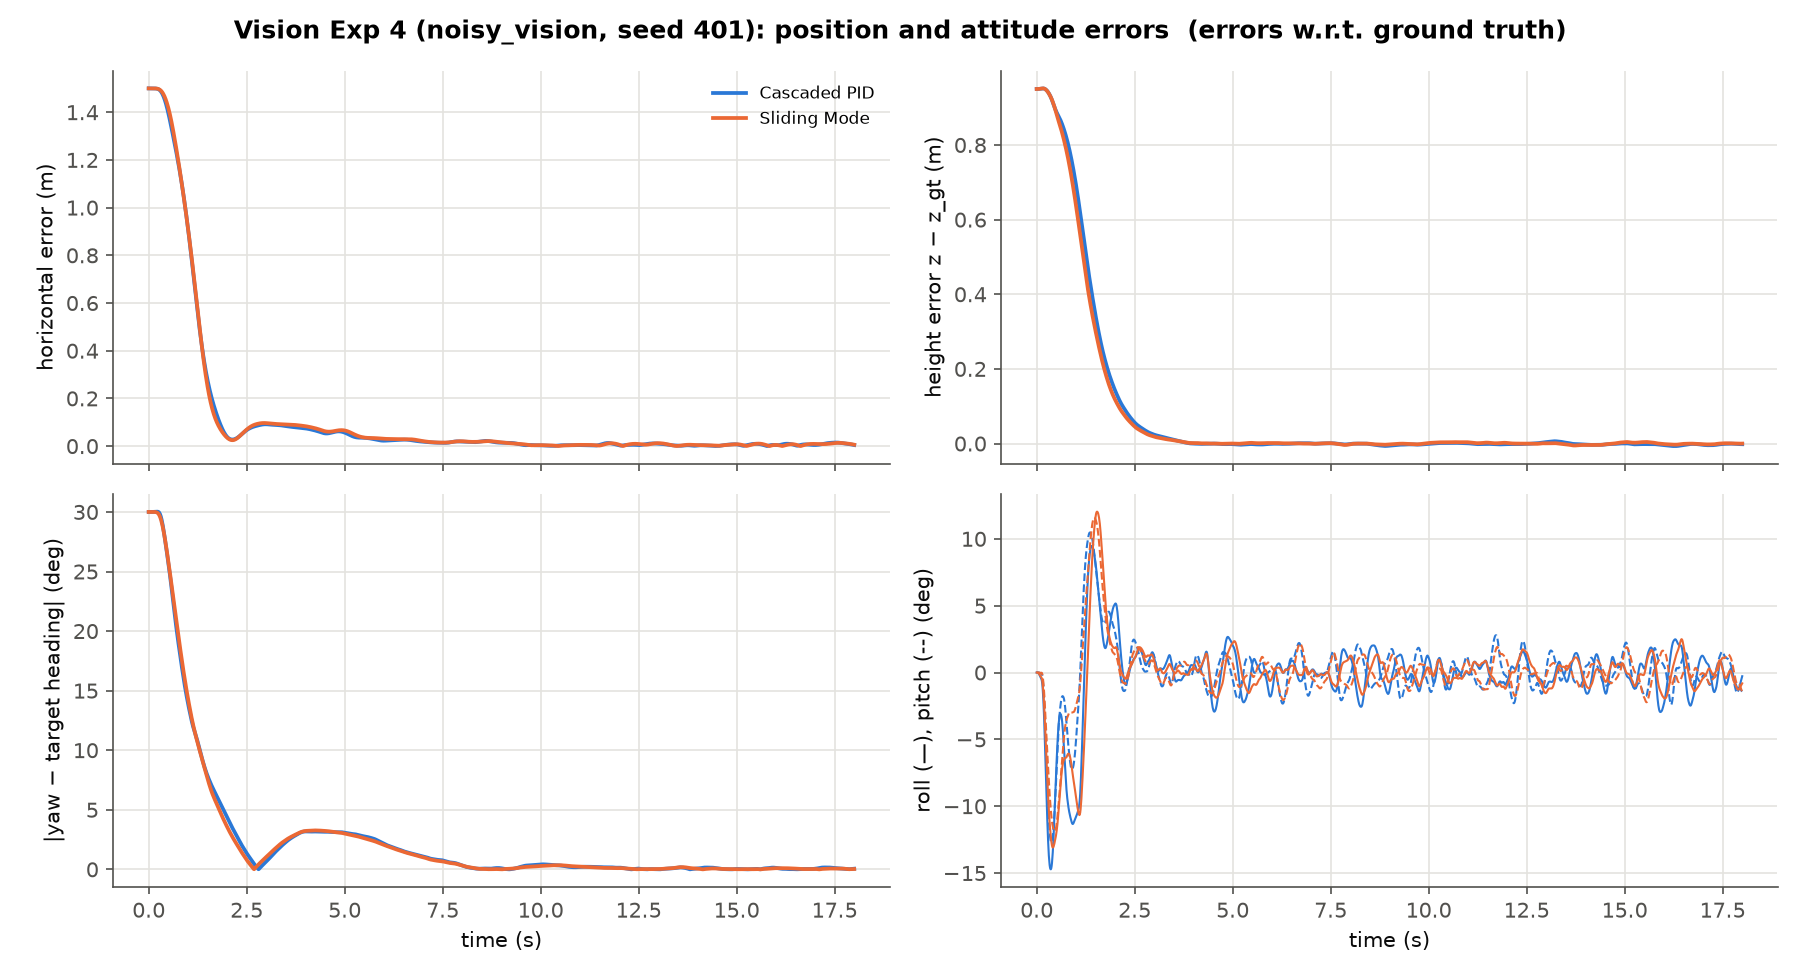 Vision Exp 4 (noisy_vision, seed 401): position and attitude errors  (errors w.r.t. ground truth)
horizontal error (m)
1.4
1.2
1.0
0.8
0.6
0.4
0.2
0.0
Cascaded PID
Sliding Mode
height error z − z_gt (m)
0.8
0.6
0.4
0.2
0.0
|yaw − target heading| (deg)
30
25
20
15
10
5
0
0.0 2.5 5.0 7.5 10.0 12.5 15.0 17.5
time (s)
roll (—), pitch (--) (deg)
10
5
0
−5
−10
−15
0.0 2.5 5.0 7.5 10.0 12.5 15.0 17.5
time (s)